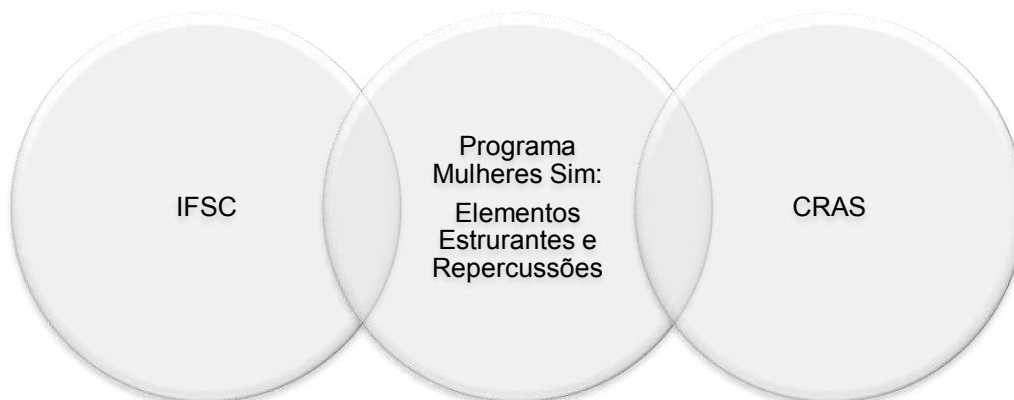 IFSC
Programa
Mulheres Sim:
Elementos
Estrurantes e
Repercussões
CRAS